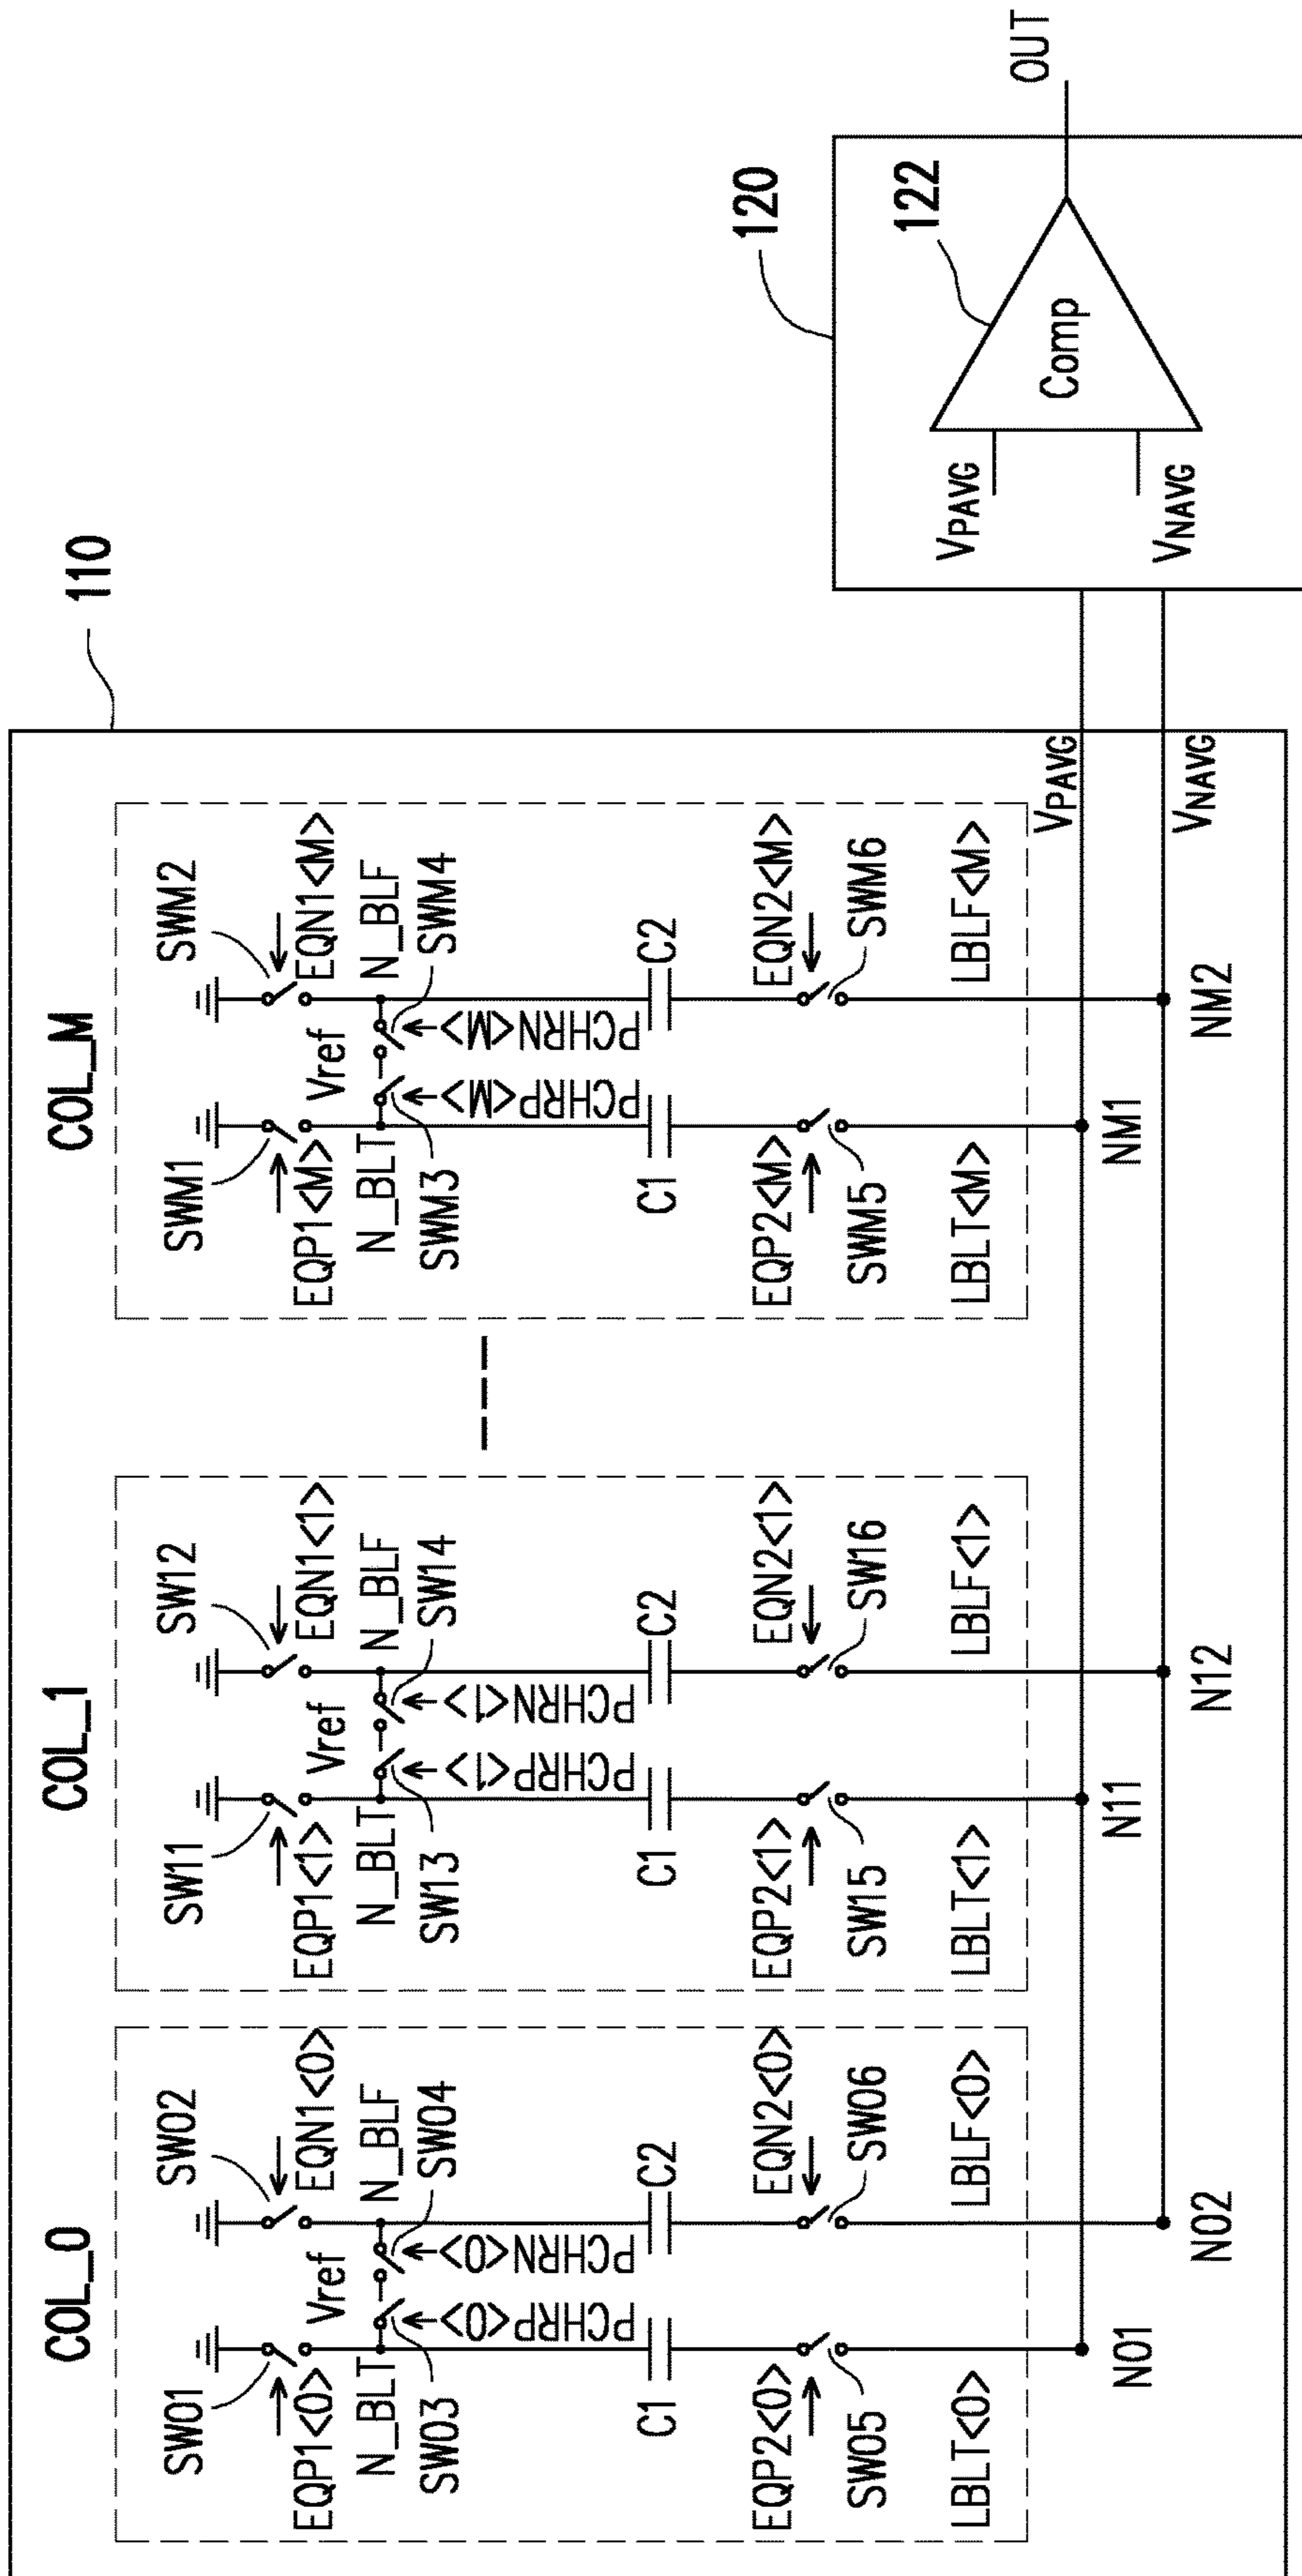 110
COL_0
SW01
SW02
EQP1<0>
EQN1<0>
Vref
N_BLT
N_BLF
SW03
SW04
PCHRP<0>
PCHRN<0>
C1
C2
EQP2<0>
EQN2<0>
SW05
SW06
LBLT<0>
LBLF<0>
N01
N02
COL_1
SW11
SW12
EQP1<1>
EQN1<1>
Vref
N_BLT
N_BLF
SW13
SW14
PCHRP<1>
PCHRN<1>
C1
C2
EQP2<1>
EQN2<1>
SW15
SW16
LBLT<1>
LBLF<1>
N11
N12
COL_M
SWM1
SWM2
EQP1<M>
EQN1<M>
Vref
N_BLT
N_BLF
SWM3
SWM4
PCHRP<M>
PCHRN<M>
C1
C2
EQP2<M>
EQN2<M>
SWM5
SWM6
LBLT<M>
LBLF<M>
NM1
NM2
VPAVG
VNAVG
120
122
VPAVG
VNAVG
Comp
OUT